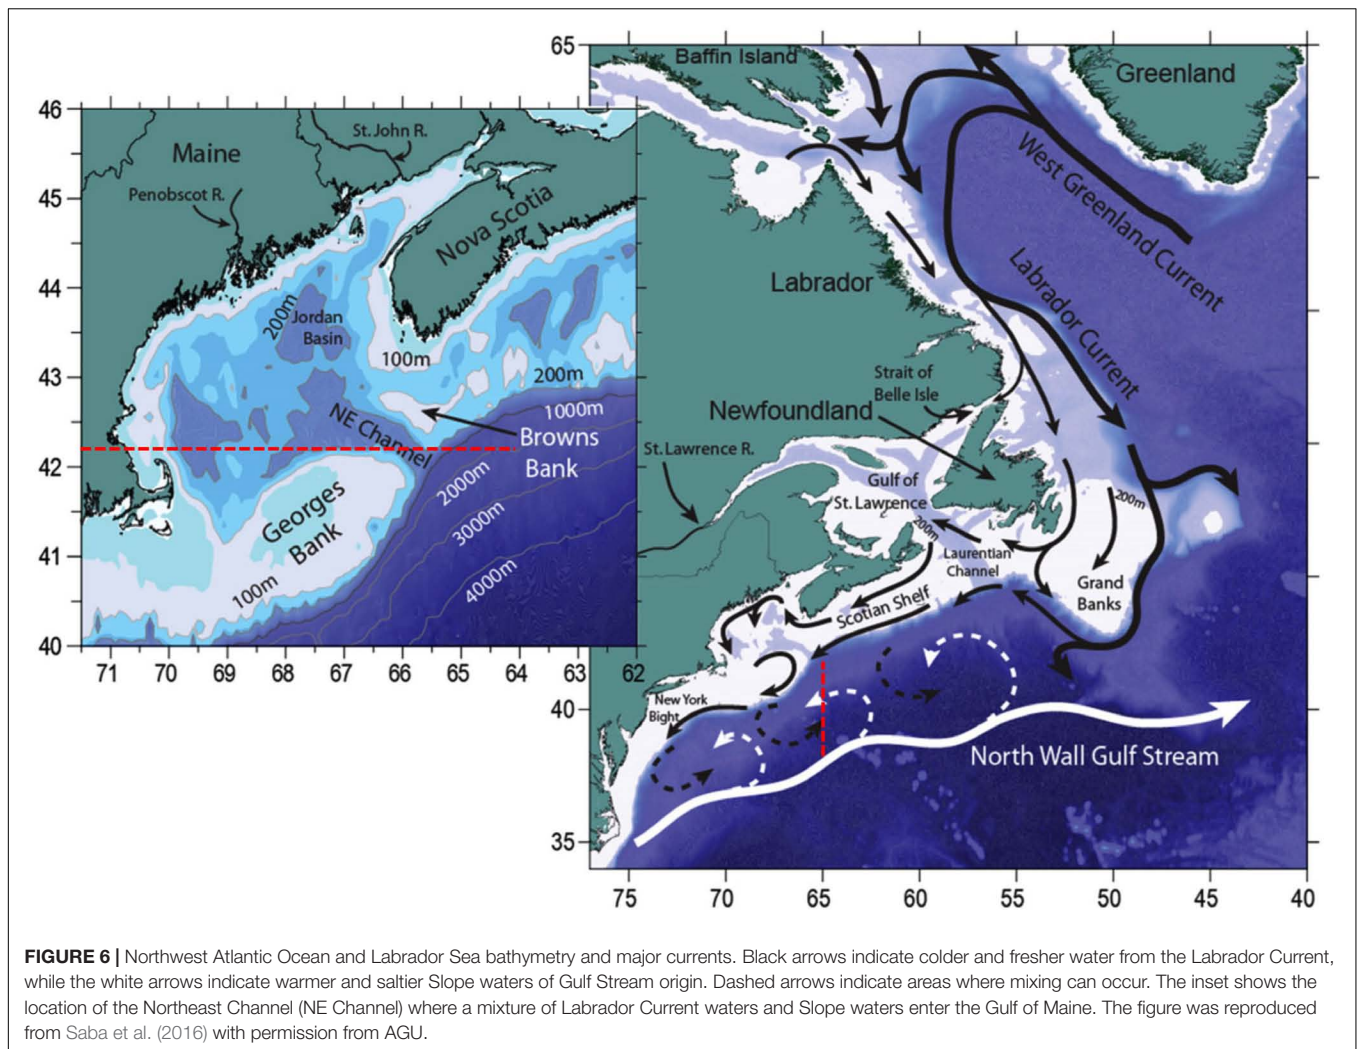 65
Baffin Island
Greenland
West Greenland Current
Labrador
Labrador Current
Strait of
Belle Isle
Newfoundland
St. Lawrence R.
Gulf of
St. Lawrence
200m
200m
Laurentian
Channel
Grand
Banks
Scotian Shelf
New York
Bight
40
North Wall Gulf Stream
35
75 70 65 60 55 50 45 40
46
45
44
43
42
41
40
Maine
St. John R.
Penobscot R.
Nova Scotia
200m
Jordan
Basin
100m
200m
1000m
NE Channel
Browns
Bank
2000m
3000m
4000m
Georges
Bank
100m
71 70 69 68 67 66 65 64 63 62
FIGURE 6 | Northwest Atlantic Ocean and Labrador Sea bathymetry and major currents. Black arrows indicate colder and fresher water from the Labrador Current,
while the white arrows indicate warmer and saltier Slope waters of Gulf Stream origin. Dashed arrows indicate areas where mixing can occur. The inset shows the
location of the Northeast Channel (NE Channel) where a mixture of Labrador Current waters and Slope waters enter the Gulf of Maine. The figure was reproduced
from Saba et al. (2016) with permission from AGU.